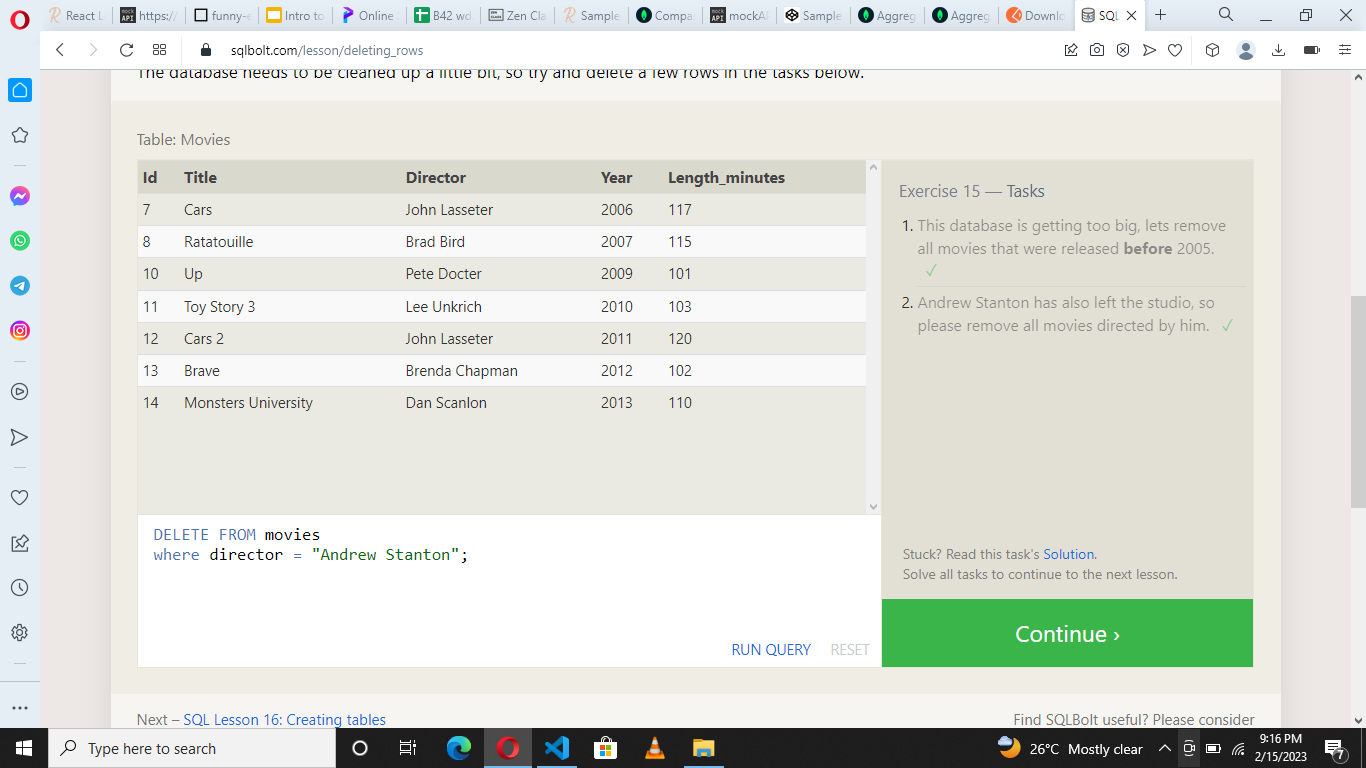 React L
https://
funny-e
Intro to
Online
B42 wd
Zen Cla
Sample
Compa
mockA
Sample
Aggreg
Aggreg
Downlo
SQL
sqlbolt.com/lesson/deleting_rows
The database needs to be cleaned up a little bit, so try and delete a few rows in the tasks below.
Table: Movies
Id Title Director Year Length_minutes
7 Cars John Lasseter 2006 117
8 Ratatouille Brad Bird 2007 115
10 Up Pete Docter 2009 101
11 Toy Story 3 Lee Unkrich 2010 103
12 Cars 2 John Lasseter 2011 120
13 Brave Brenda Chapman 2012 102
14 Monsters University Dan Scanlon 2013 110
DELETE FROM movies
where director = "Andrew Stanton";
RUN QUERY RESET
Exercise 15 — Tasks
1. This database is getting too big, lets remove
all movies that were released before 2005.
✓
2. Andrew Stanton has also left the studio, so
please remove all movies directed by him. ✓
Stuck? Read this task's Solution.
Solve all tasks to continue to the next lesson.
Continue ›
Next – SQL Lesson 16: Creating tables
Find SQLBolt useful? Please consider
Type here to search
26°C Mostly clear
9:16 PM
2/15/2023
7